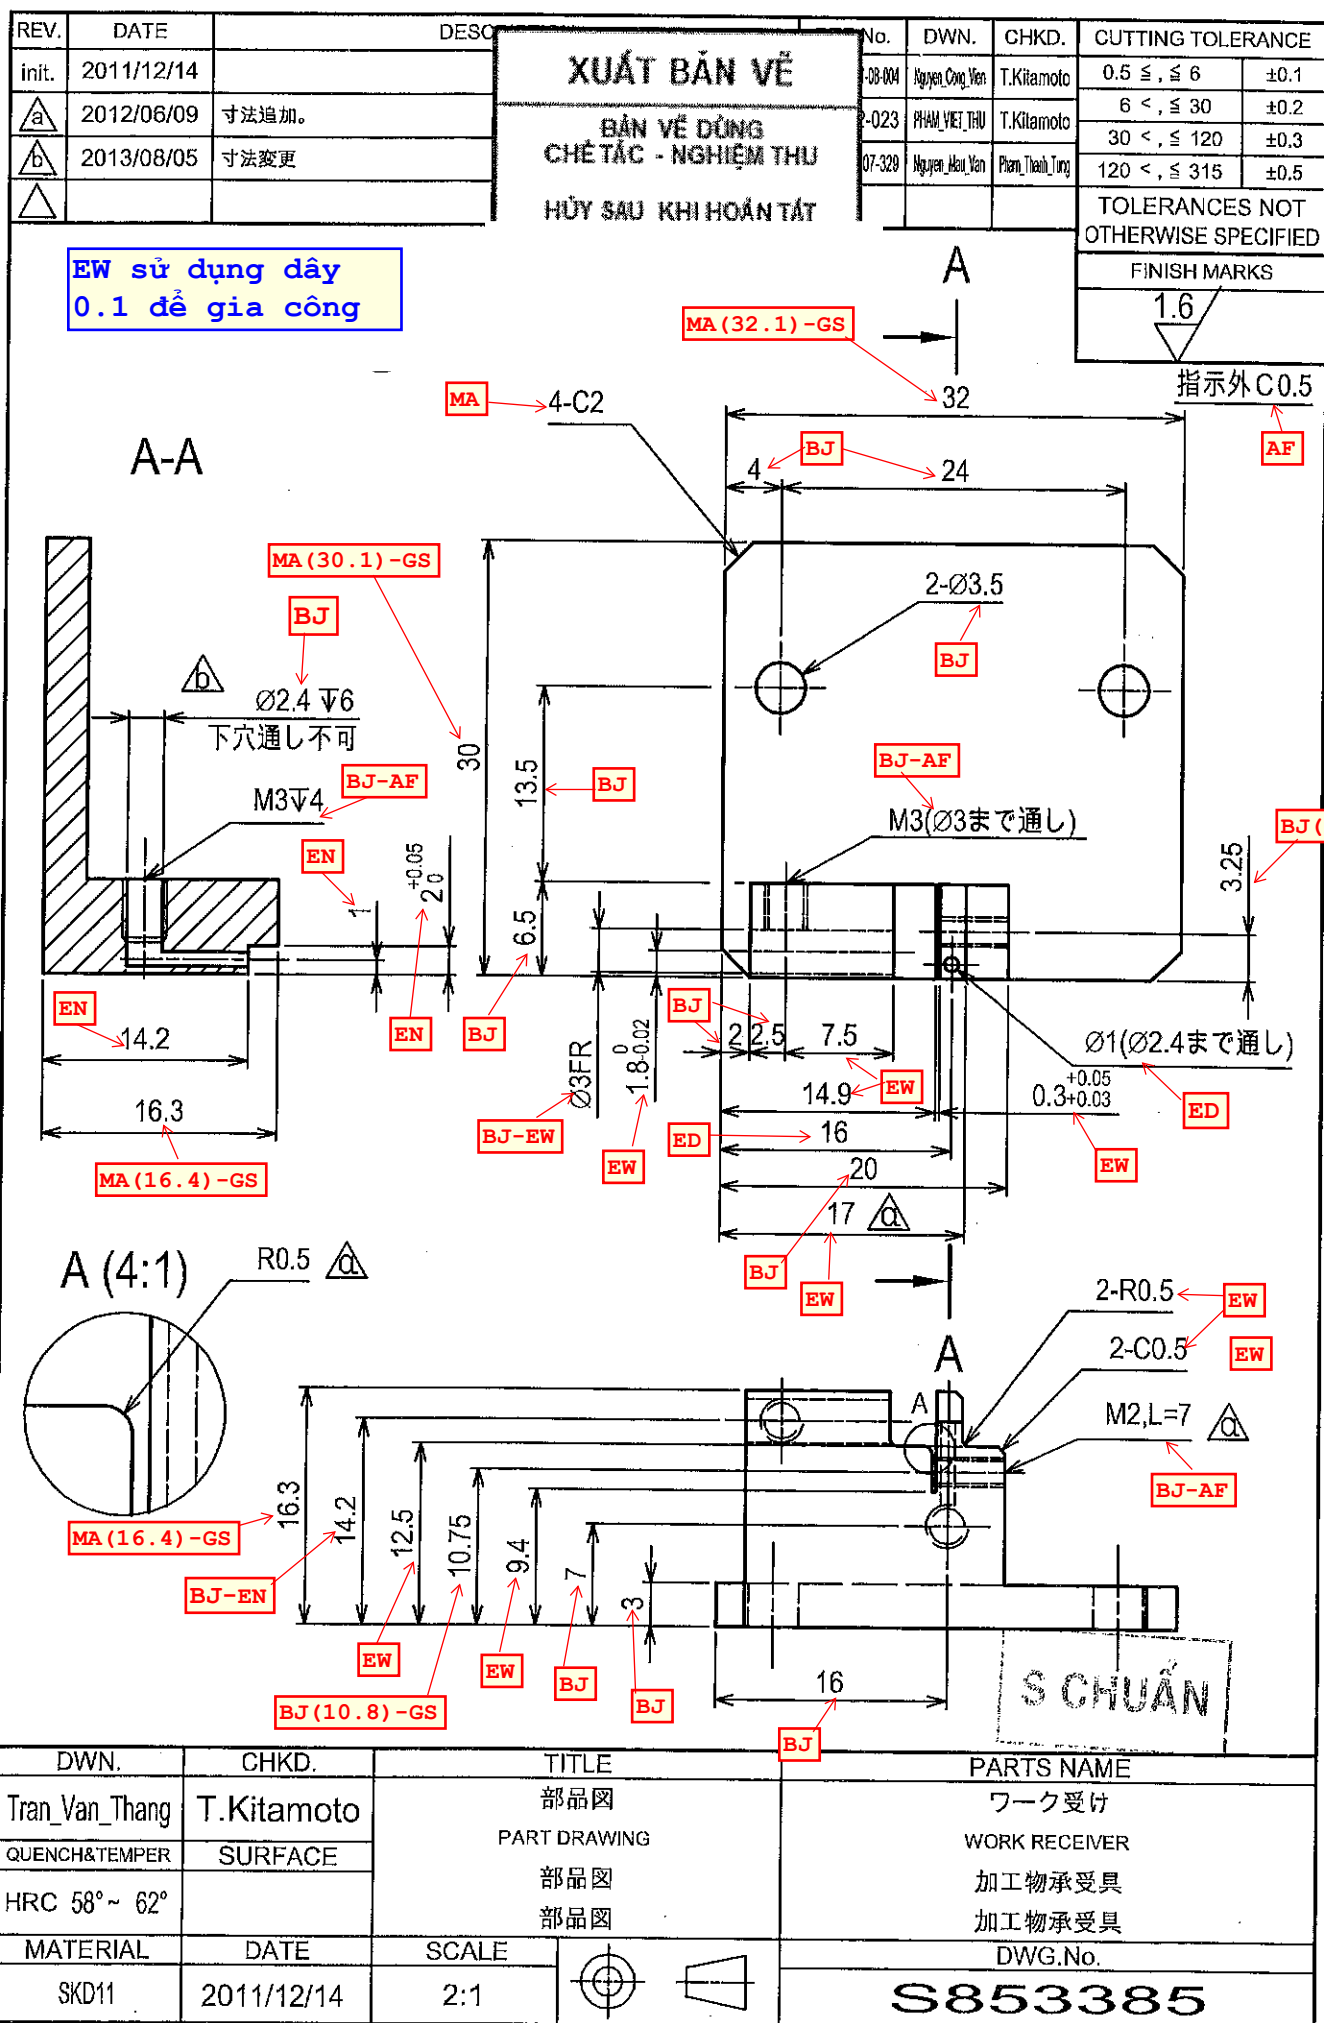 REV. DATE DESC No. DWN. CHKD. CUTTING TOLERANCE
init. 2011/12/14 -08-004 Nguyen_Cong_Vien T.Kitamoto 0.5 ≦ , ≦ 6 ±0.1
a 2012/06/09 寸法追加。 -023 PHAM_VIET_THU T.Kitamoto 6 < , ≦ 30 ±0.2
b 2013/08/05 寸法変更 07-329 Nguyen_Mau_Van Pham_Thanh_Tung 30 < , ≦ 120 ±0.3
120 < , ≦ 315 ±0.5
TOLERANCES NOT
OTHERWISE SPECIFIED
FINISH MARKS
1.6
指示外C0.5
AF
XUẤT BẢN VẼ
BẢN VẼ DÙNG
CHẾ TÁC - NGHIỆM THU
HỦY SAU KHI HOÀN TẤT
EW sử dụng dây
0.1 để gia công
A
MA(32.1)-GS
32
MA
4-C2
BJ
4
24
A-A
MA(30.1)-GS
BJ
b
Ø2.4 ↧6
下穴通し不可
BJ-AF
M3↧4
EN
1
+0.05
2 0
EN
EN
14.2
16.3
MA(16.4)-GS
30
13.5
BJ
6.5
BJ
2-Ø3.5
BJ
BJ-AF
M3(Ø3まで通し)
BJ(
3.25
Ø3FR
BJ-EW
0
1.8-0.02
EW
BJ
2 2.5 7.5
EW
14.9
ED
16
20
17 a
BJ
EW
Ø1(Ø2.4まで通し)
ED
+0.05
0.3+0.03
EW
A
A (4:1)
R0.5 a
2-R0.5
EW
2-C0.5
EW
M2,L=7 a
BJ-AF
A
16.3
MA(16.4)-GS
14.2
BJ-EN
12.5
EW
10.75
BJ(10.8)-GS
9.4
EW
7
BJ
3
BJ
16
BJ
S CHUẨN
DWN. CHKD. TITLE PARTS NAME
Tran_Van_Thang T.Kitamoto 部品図 ワーク受け
PART DRAWING WORK RECEIVER
QUENCH&TEMPER SURFACE
HRC 58°~ 62° 部品図 加工物承受具
部品図 加工物承受具
MATERIAL DATE SCALE DWG.No.
SKD11 2011/12/14 2:1 S853385